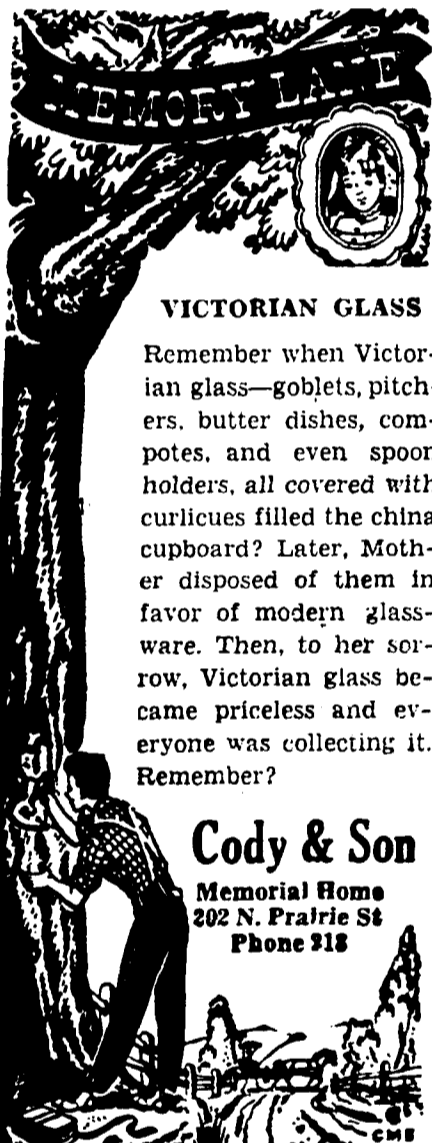 MEMORY LANE
VICTORIAN GLASS
Remember when Victor-
ian glass—goblets, pitch-
ers, butter dishes, com-
potes, and even spoon
holders, all covered with
curlicues filled the china
cupboard? Later, Moth-
er disposed of them in
favor of modern glass-
ware. Then, to her sor-
row, Victorian glass be-
came priceless and ev-
eryone was collecting it.
Remember?
Cody & Son
Memorial Home
202 N. Prairie St
Phone 218
CMB